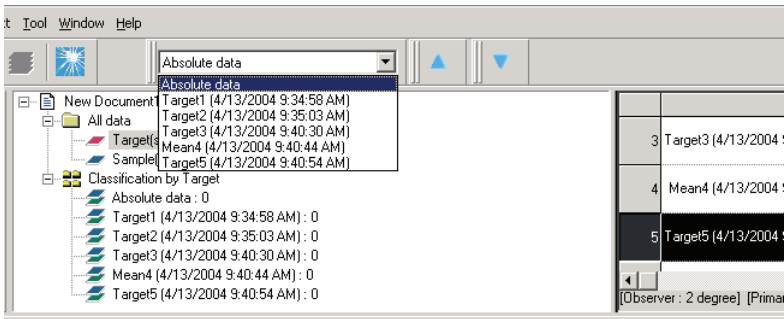 t Tool Window Help
Absolute data
Absolute data
Target1 (4/13/2004 9:34:58 AM)
Target2 (4/13/2004 9:35:03 AM)
Target3 (4/13/2004 9:40:30 AM)
Mean4 (4/13/2004 9:40:44 AM)
Target5 (4/13/2004 9:40:54 AM)
New Document1
All data
Target(s
Sample(
Classification by Target
Absolute data : 0
Target1 (4/13/2004 9:34:58 AM) : 0
Target2 (4/13/2004 9:35:03 AM) : 0
Target3 (4/13/2004 9:40:30 AM) : 0
Mean4 (4/13/2004 9:40:44 AM) : 0
Target5 (4/13/2004 9:40:54 AM) : 0
3 Target3 (4/13/2004 9
4 Mean4 (4/13/2004 9
5 Target5 (4/13/2004 9
[Observer : 2 degree] [Primar